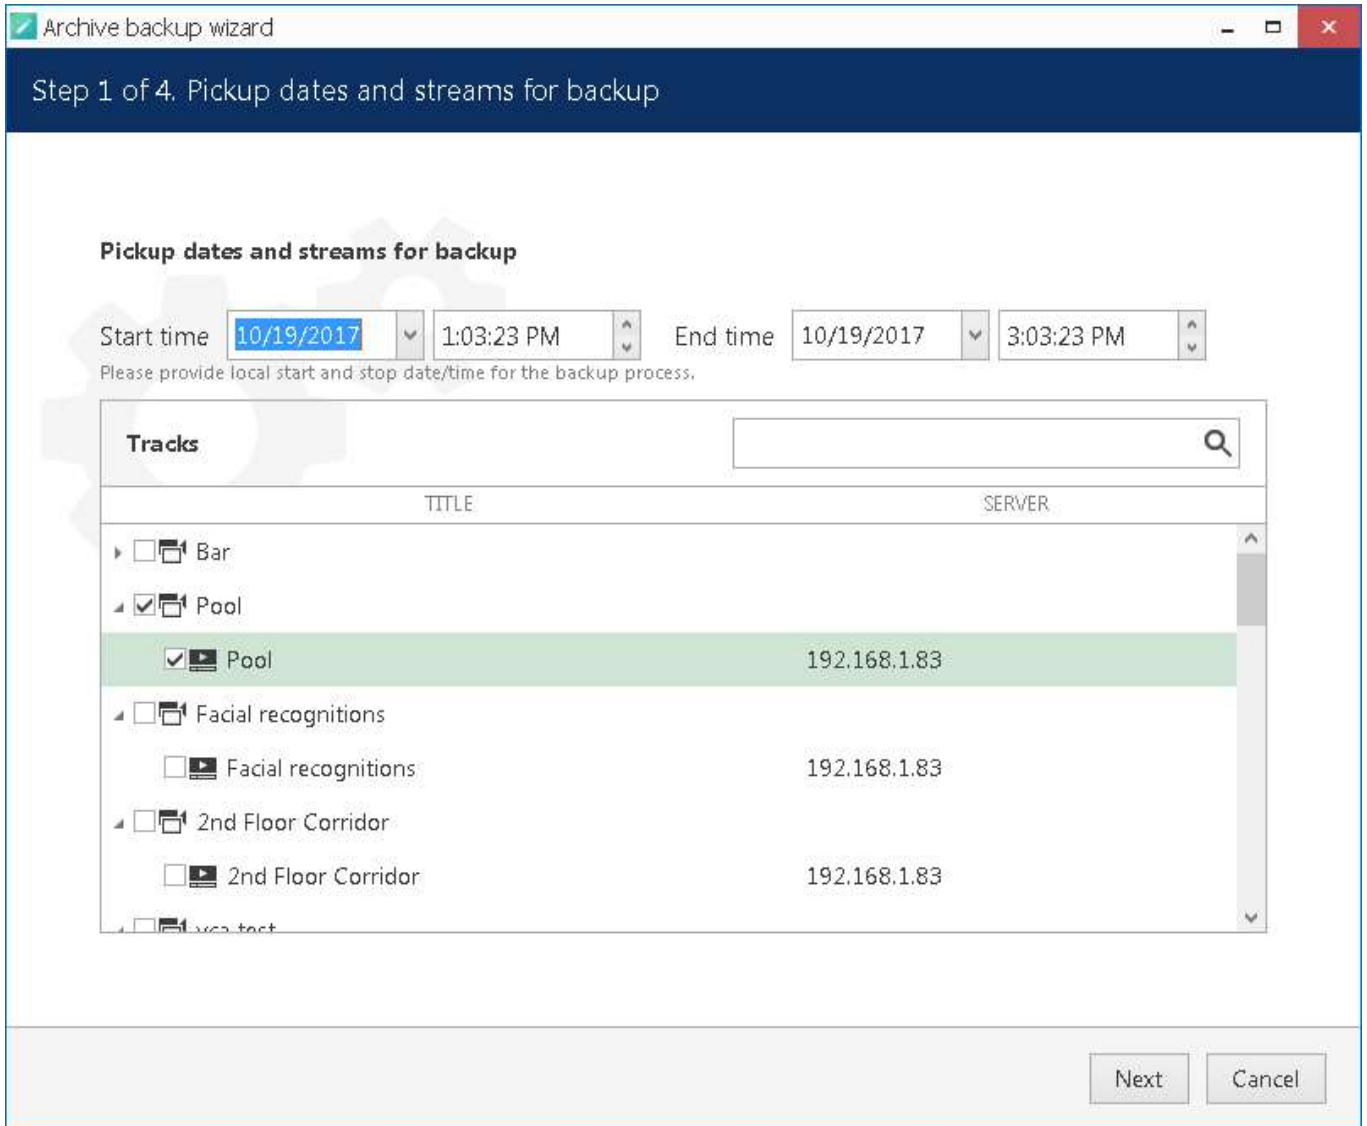 Archive backup wizard
Step 1 of 4. Pickup dates and streams for backup
Pickup dates and streams for backup
Start time 10/19/2017 1:03:23 PM End time 10/19/2017 3:03:23 PM
Please provide local start and stop date/time for the backup process.
Tracks
TITLE SERVER
Bar
Pool
Pool 192.168.1.83
Facial recognitions
Facial recognitions 192.168.1.83
2nd Floor Corridor
2nd Floor Corridor 192.168.1.83
vca test
Next Cancel